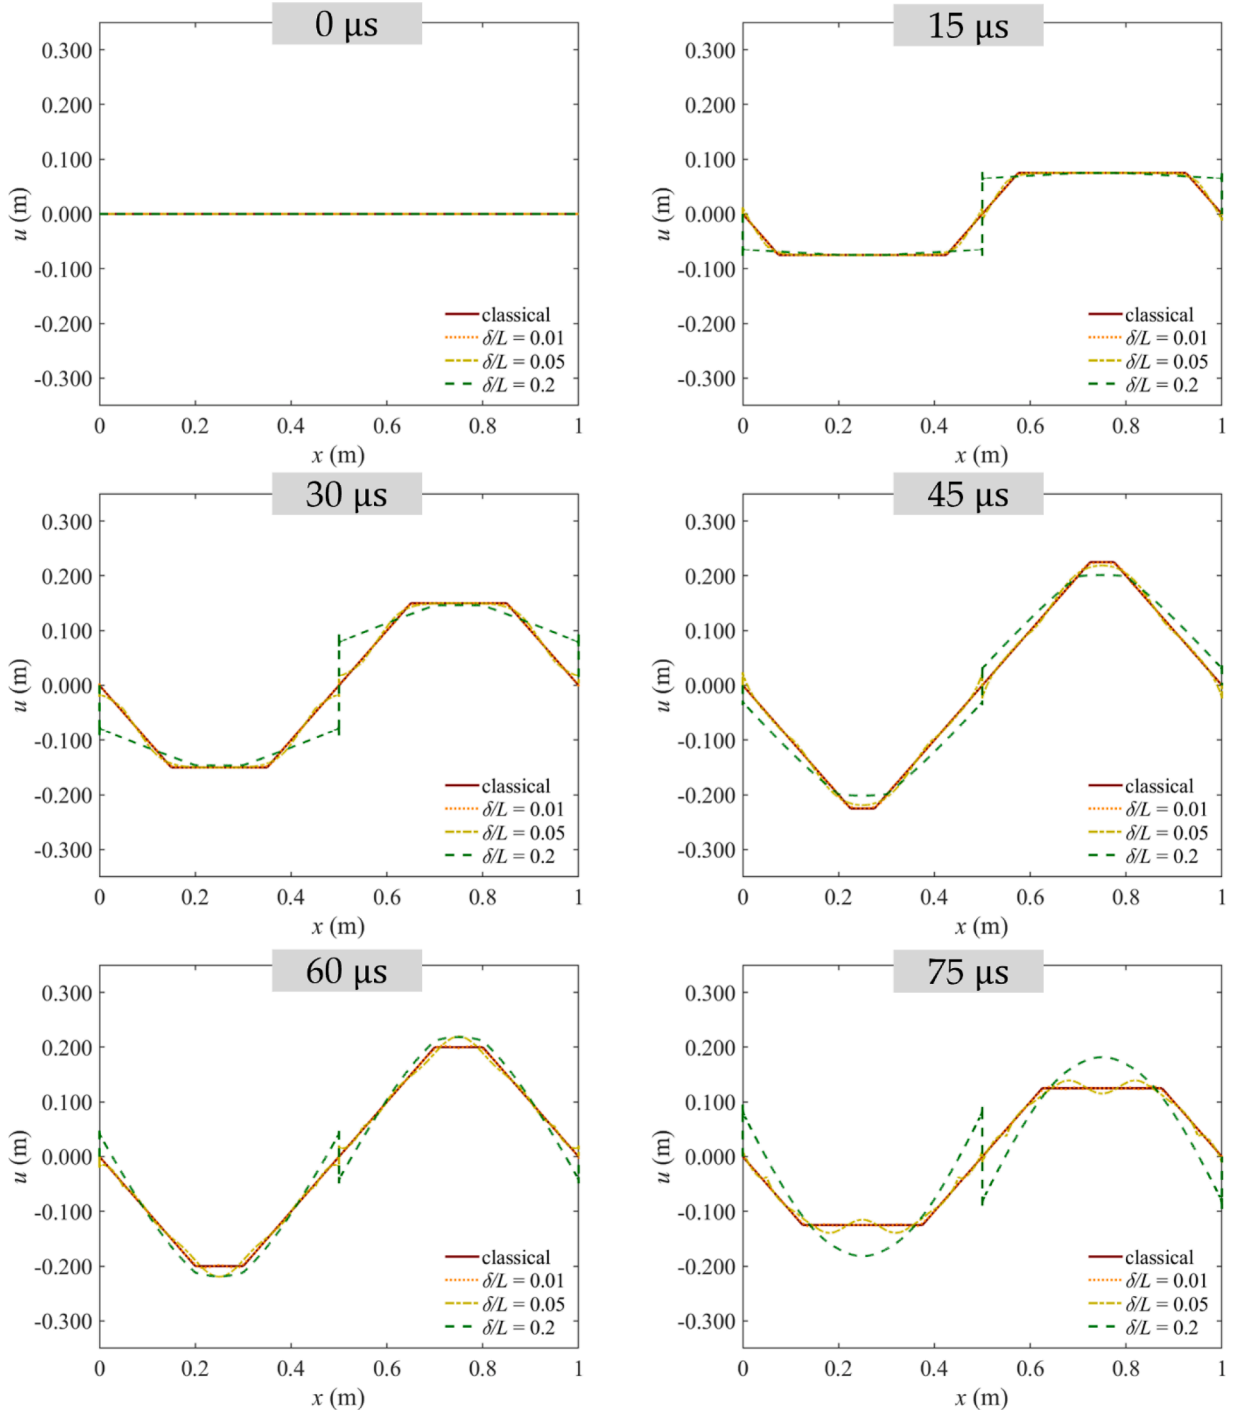 0 μs
0.300
0.200
0.100
0.000
-0.100
-0.200
-0.300
u (m)
classical
δ/L = 0.01
δ/L = 0.05
δ/L = 0.2
0 0.2 0.4 0.6 0.8 1
x (m)
15 μs
0.300
0.200
0.100
0.000
-0.100
-0.200
-0.300
u (m)
classical
δ/L = 0.01
δ/L = 0.05
δ/L = 0.2
0 0.2 0.4 0.6 0.8 1
x (m)
30 μs
0.300
0.200
0.100
0.000
-0.100
-0.200
-0.300
u (m)
classical
δ/L = 0.01
δ/L = 0.05
δ/L = 0.2
0 0.2 0.4 0.6 0.8 1
x (m)
45 μs
0.300
0.200
0.100
0.000
-0.100
-0.200
-0.300
u (m)
classical
δ/L = 0.01
δ/L = 0.05
δ/L = 0.2
0 0.2 0.4 0.6 0.8 1
x (m)
60 μs
0.300
0.200
0.100
0.000
-0.100
-0.200
-0.300
u (m)
classical
δ/L = 0.01
δ/L = 0.05
δ/L = 0.2
0 0.2 0.4 0.6 0.8 1
x (m)
75 μs
0.300
0.200
0.100
0.000
-0.100
-0.200
-0.300
u (m)
classical
δ/L = 0.01
δ/L = 0.05
δ/L = 0.2
0 0.2 0.4 0.6 0.8 1
x (m)